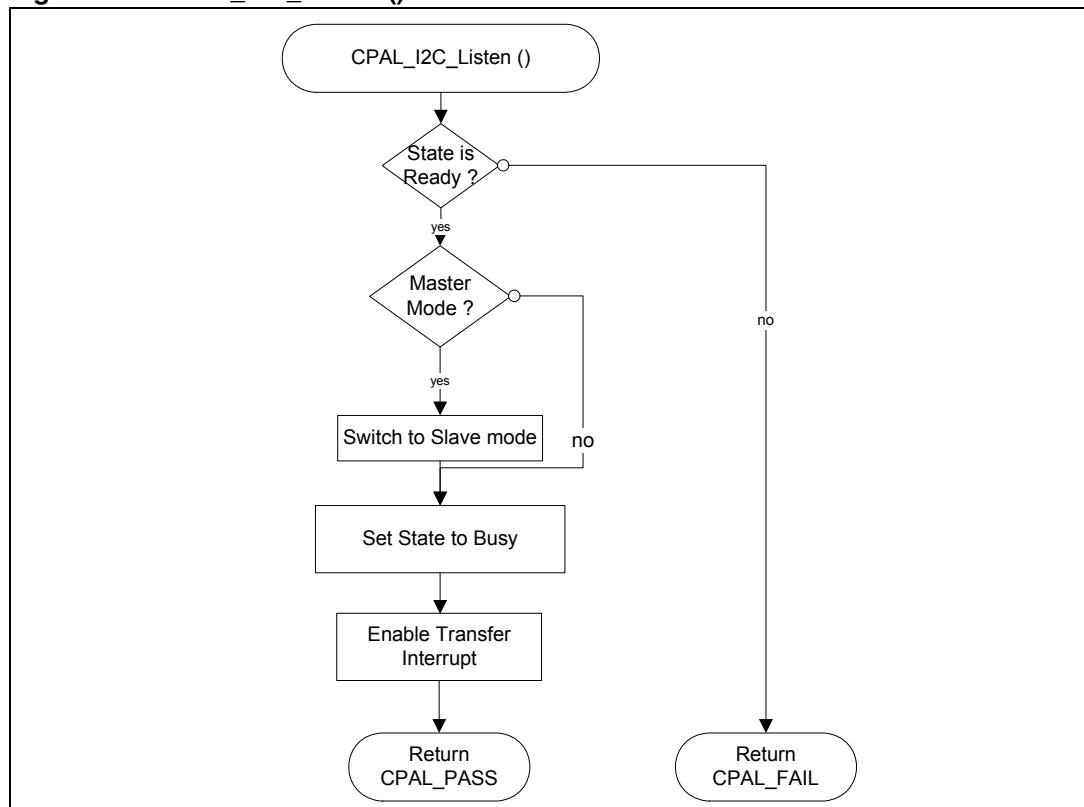 CPAL_I2C_Listen ()
State is
Ready ?
yes
Master
Mode ?
no
yes
Switch to Slave mode
no
Set State to Busy
Enable Transfer
Interrupt
Return
CPAL_PASS
Return
CPAL_FAIL